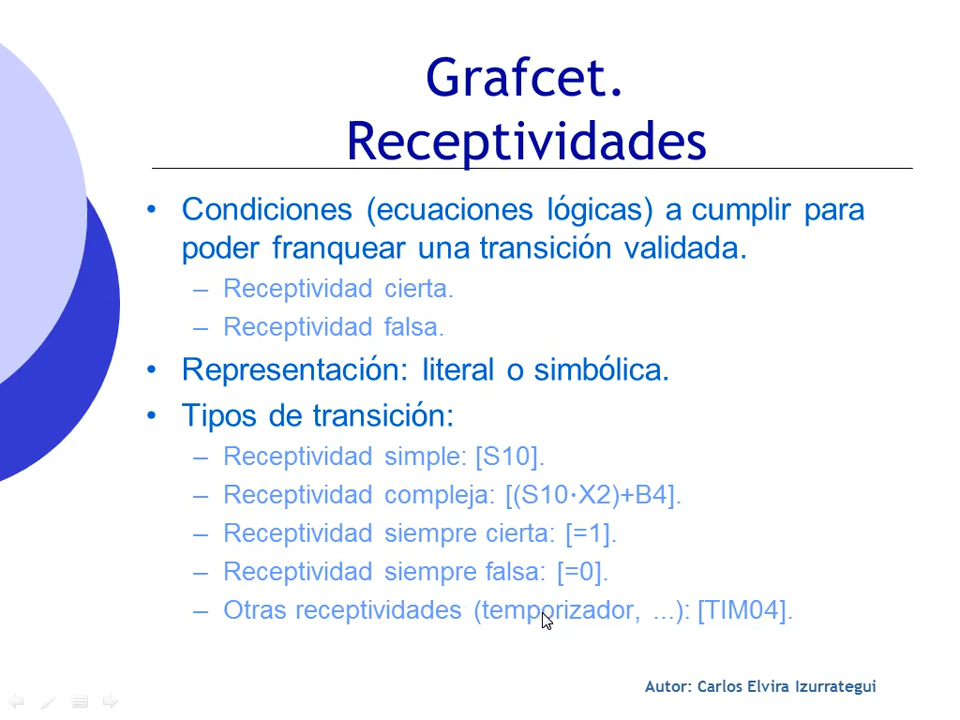 Grafcet.
Receptividades
• Condiciones (ecuaciones lógicas) a cumplir para
poder franquear una transición validada.
– Receptividad cierta.
– Receptividad falsa.
• Representación: literal o simbólica.
• Tipos de transición:
– Receptividad simple: [S10].
– Receptividad compleja: [(S10·X2)+B4].
– Receptividad siempre cierta: [=1].
– Receptividad siempre falsa: [=0].
– Otras receptividades (temporizador, ...): [TIM04].
Autor: Carlos Elvira Izurrategui